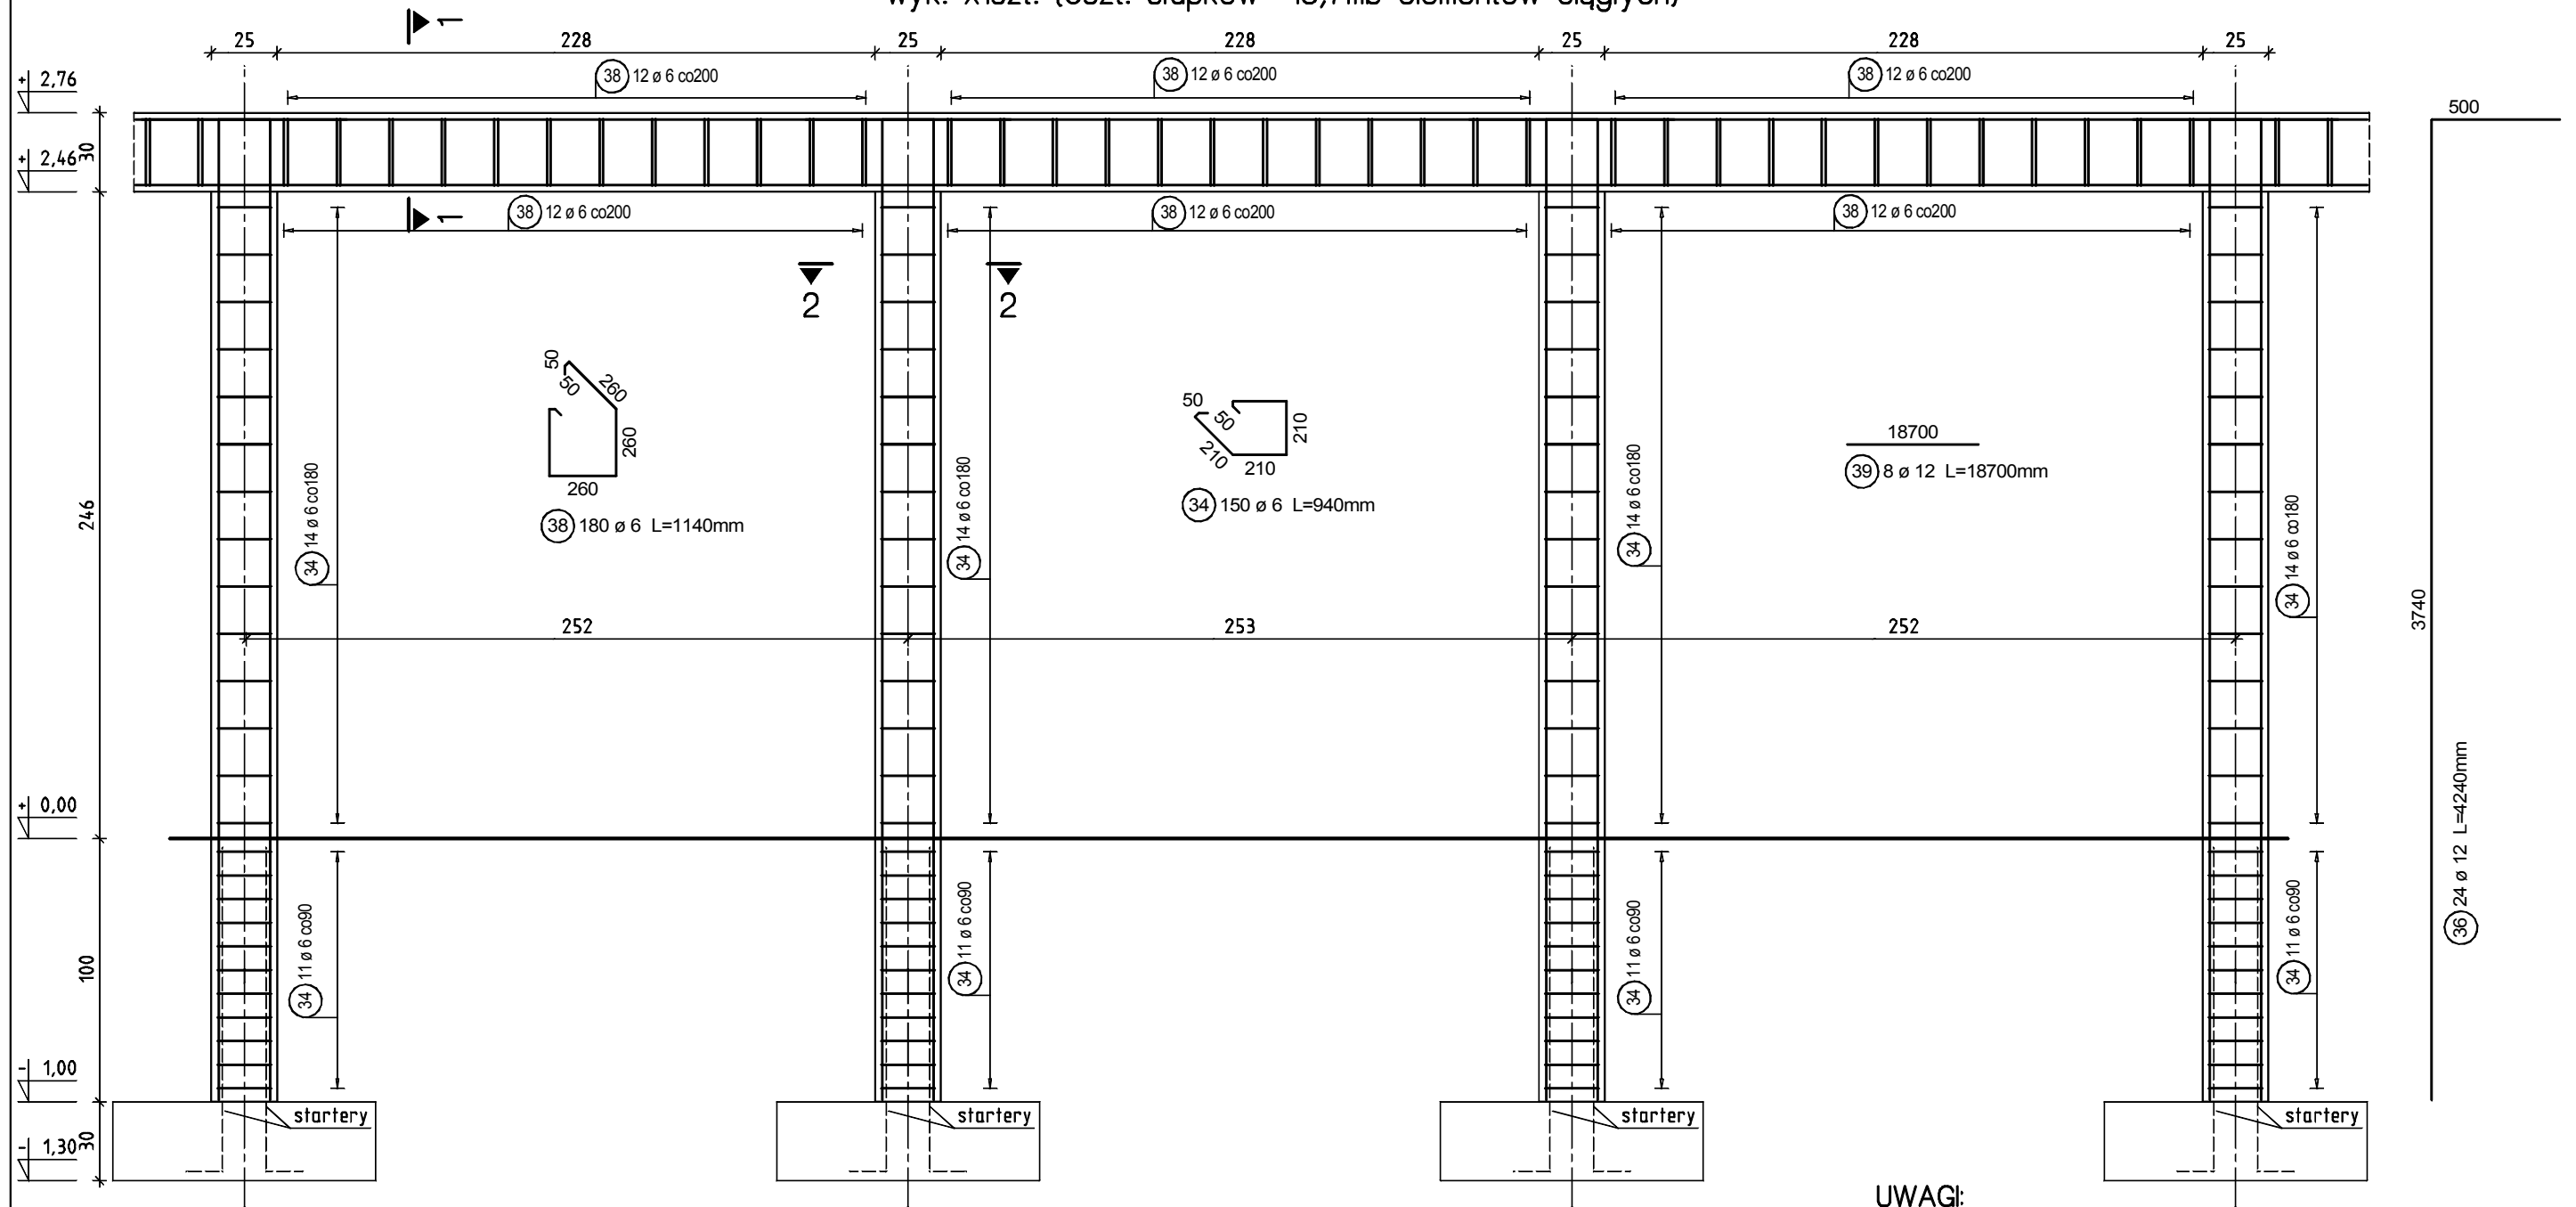 25 228 25 228 25 228 25
1
38 12 ø 6 co200
38 12 ø 6 co200
38 12 ø 6 co200
+ 2,76
500
+ 2,46
30
38 12 ø 6 co200
1
38 12 ø 6 co200
38 12 ø 6 co200
2 2
50
50
260
260
260
38 180 ø 6 L=1140mm
50
50
210
210
210
34 150 ø 6 L=940mm
18700
39 8 ø 12 L=18700mm
246
34 14 ø 6 co180
34 14 ø 6 co180
34 14 ø 6 co180
34 14 ø 6 co180
252 253 252
3740
36 24 ø 12 L=4240mm
+ 0,00
100
34 11 ø 6 co90
34 11 ø 6 co90
34 11 ø 6 co90
34 11 ø 6 co90
- 1,00
startery
startery
startery
startery
- 1,30
30
UWAGI: